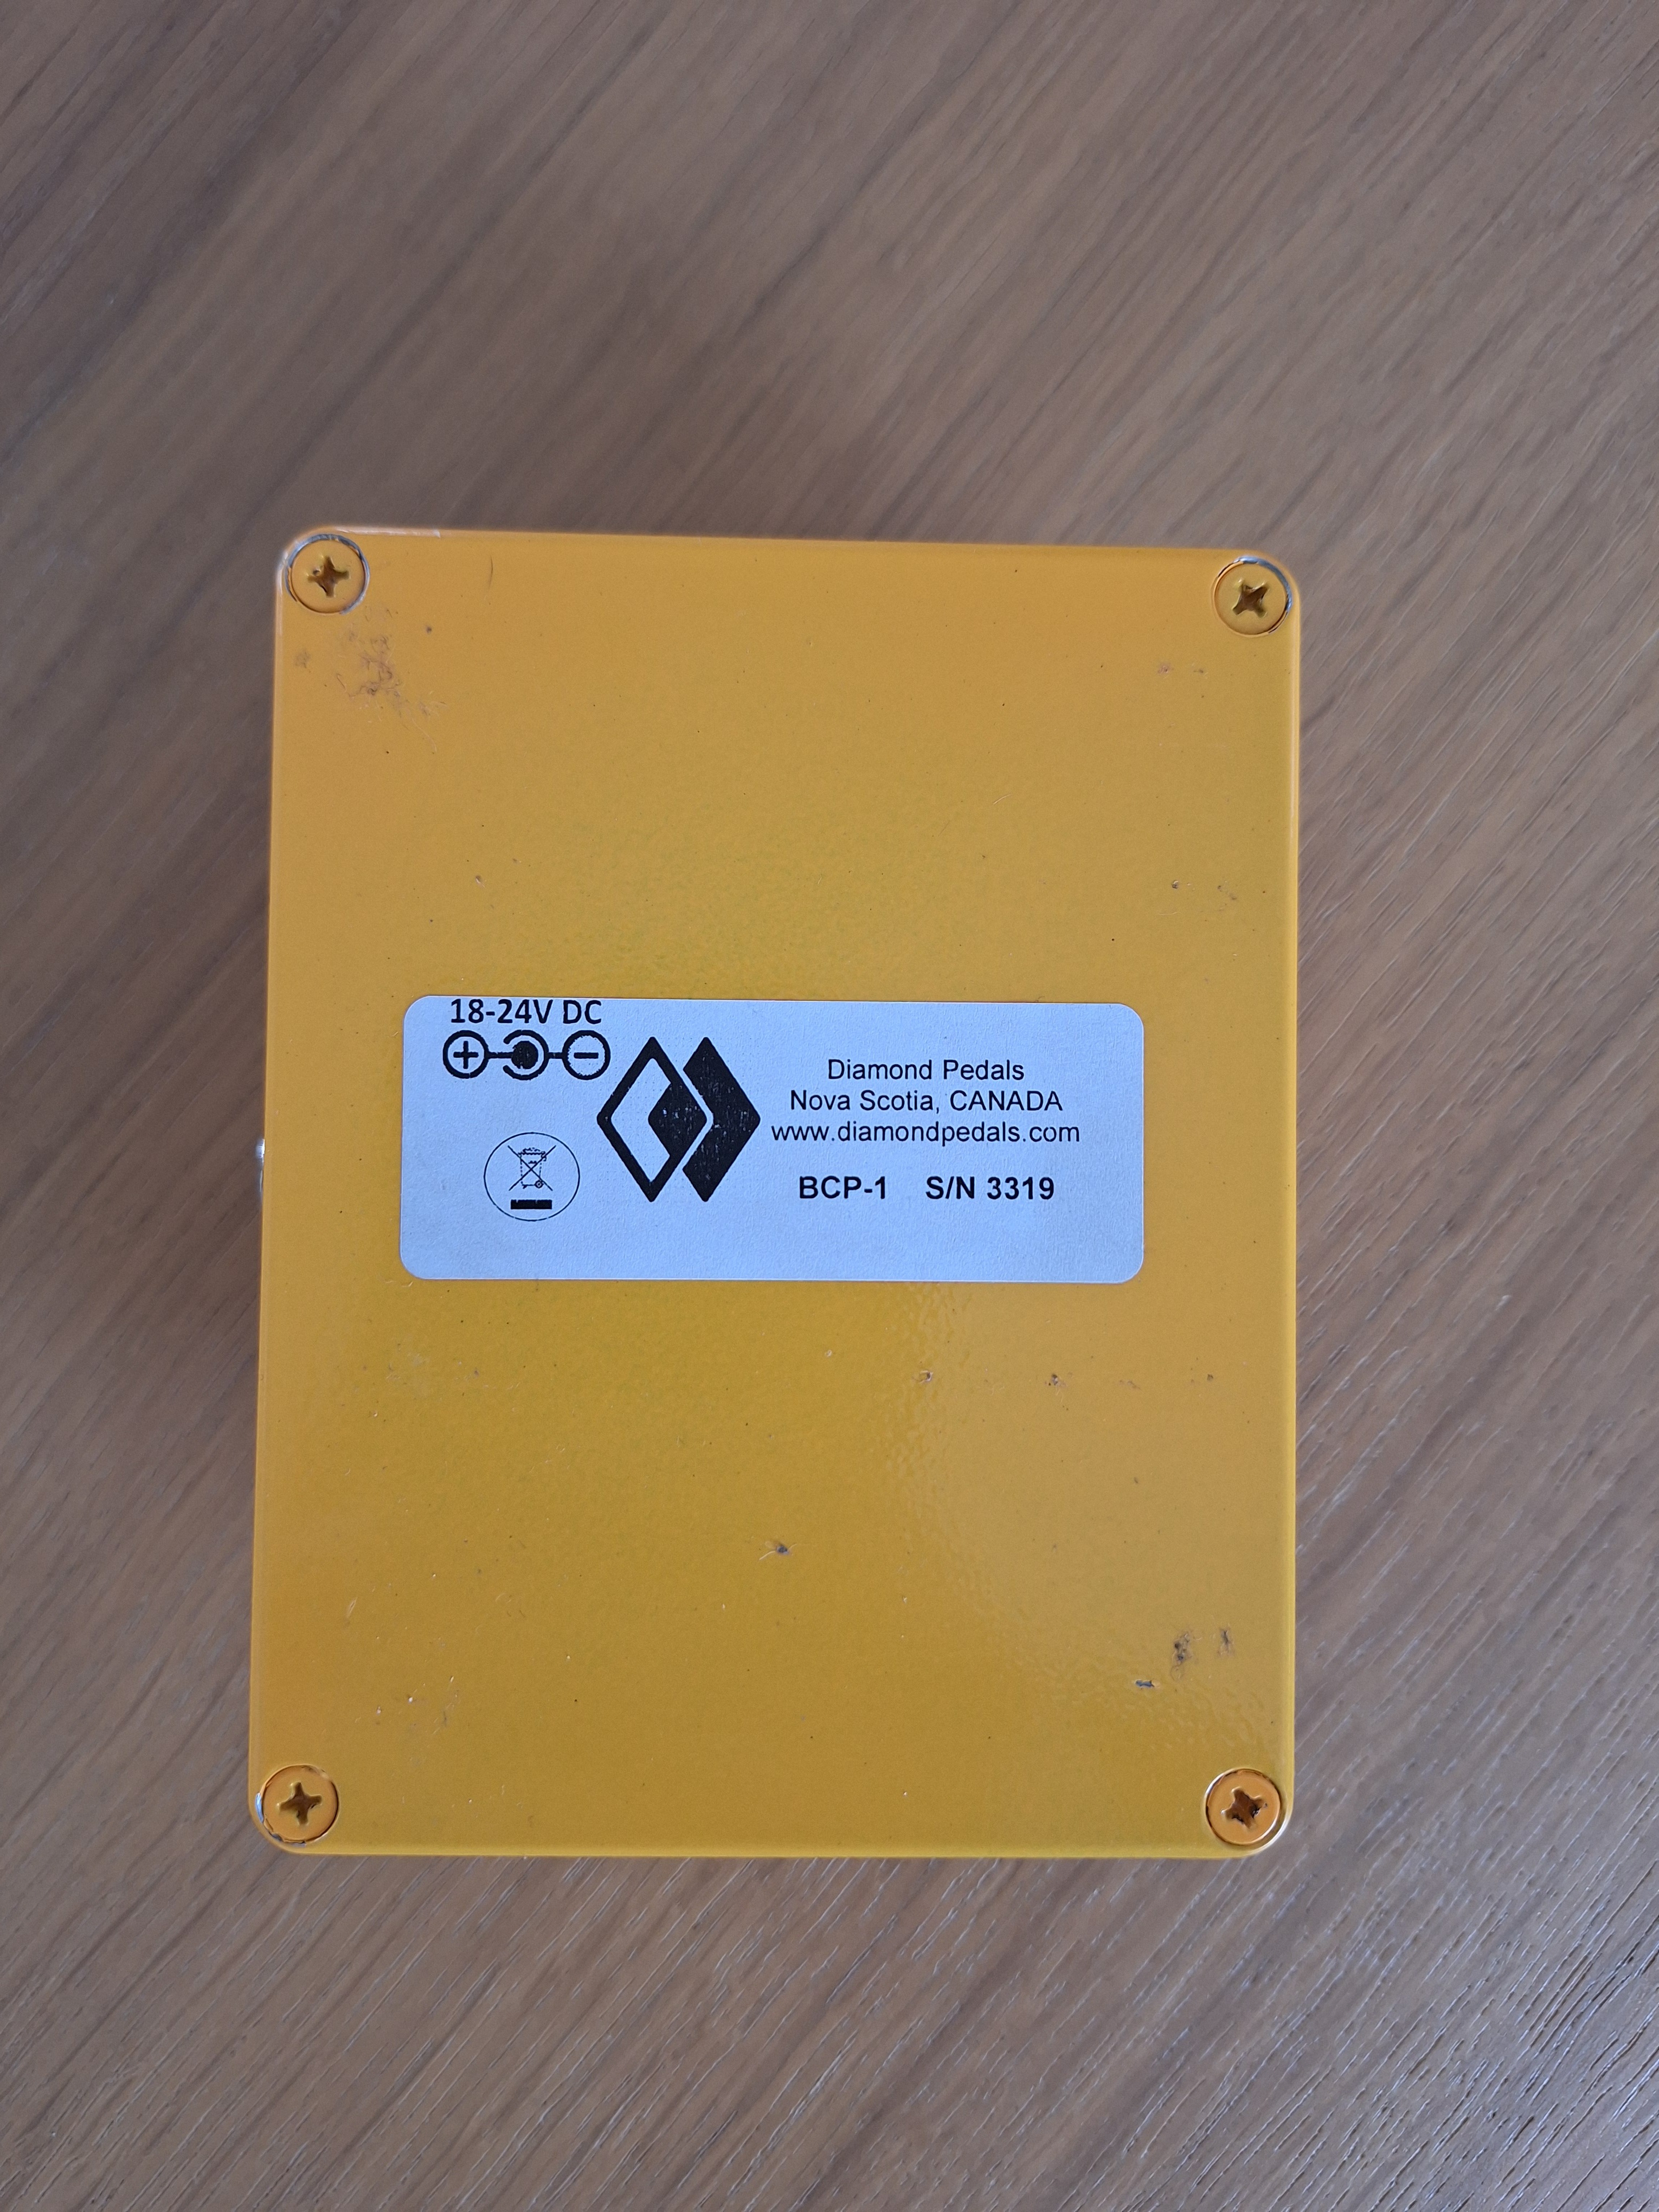 18-24V DC
Diamond Pedals
Nova Scotia, CANADA
www.diamondpedals.com
BCP-1 S/N 3319